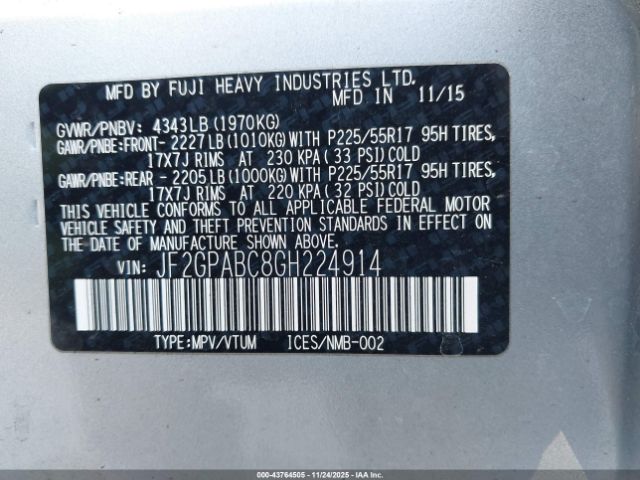 MFD BY FUJI HEAVY INDUSTRIES LTD.
MFD IN 11/15
GVWR/PNBV: 4343LB(1970KG)
GAWR/PNBE:FRONT- 2227LB(1010KG)WITH P225/55R17 95H TIRES,
17X7J RIMS AT 230 KPA(33 PSI)COLD
GAWR/PNBE:REAR - 2205LB(1000KG)WITH P225/55R17 95H TIRES,
17X7J RIMS AT 220 KPA(32 PSI)COLD
THIS VEHICLE CONFORMS TO ALL APPLICABLE FEDERAL MOTOR
VEHICLE SAFETY AND THEFT PREVENTION STANDARDS IN EFFECT
ON THE DATE OF MANUFACTURE SHOWN ABOVE.
VIN: JF2GPABC8GH224914
TYPE:MPV/VTUM ICES/NMB-002
000-43764505 - 11/24/2025 - IAA Inc.